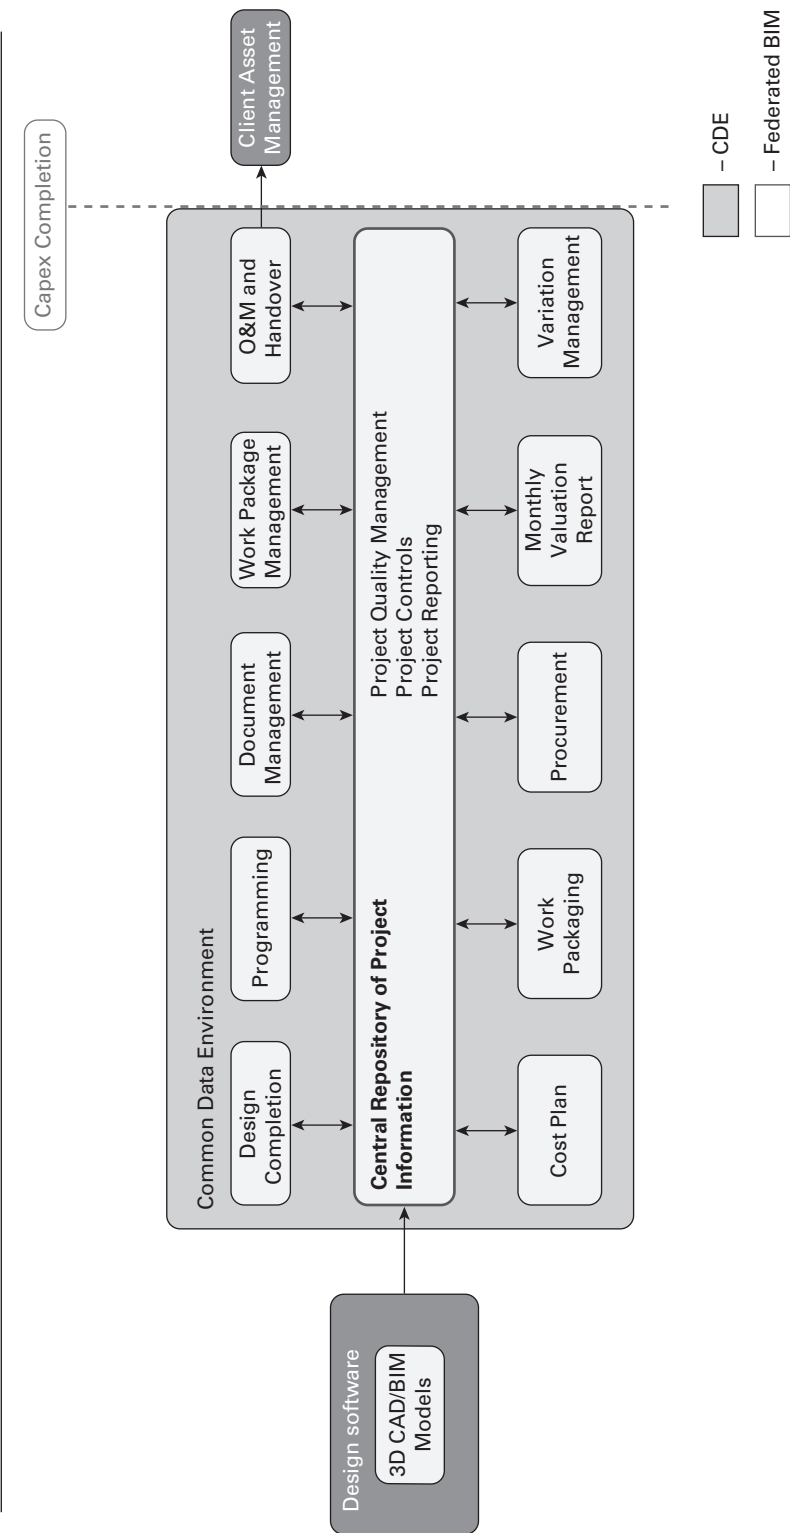 Capex Completion
Client Asset
Management
Common Data Environment
Design
Completion
Programming
Document
Management
Work Package
Management
O&M and
Handover
Design software
3D CAD/BIM
Models
Central Repository of Project
Information
Project Quality Management
Project Controls
Project Reporting
Cost Plan
Work
Packaging
Procurement
Monthly
Valuation
Report
Variation
Management
– CDE
– Federated BIM